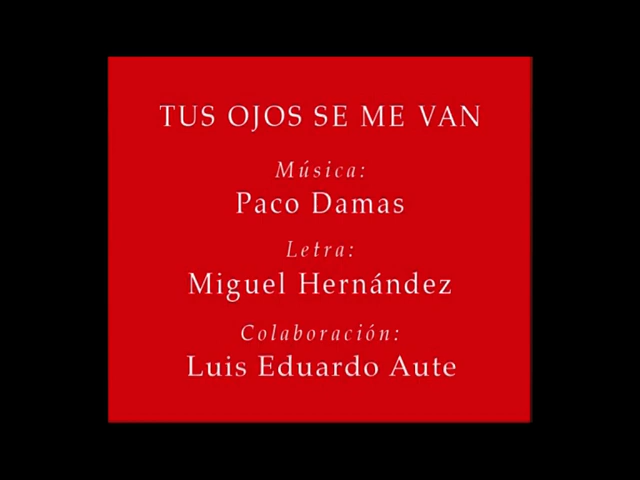 TUS OJOS SE ME VAN
Música:
Paco Damas
Letra:
Miguel Hernández
Colaboración:
Luis Eduardo Aute